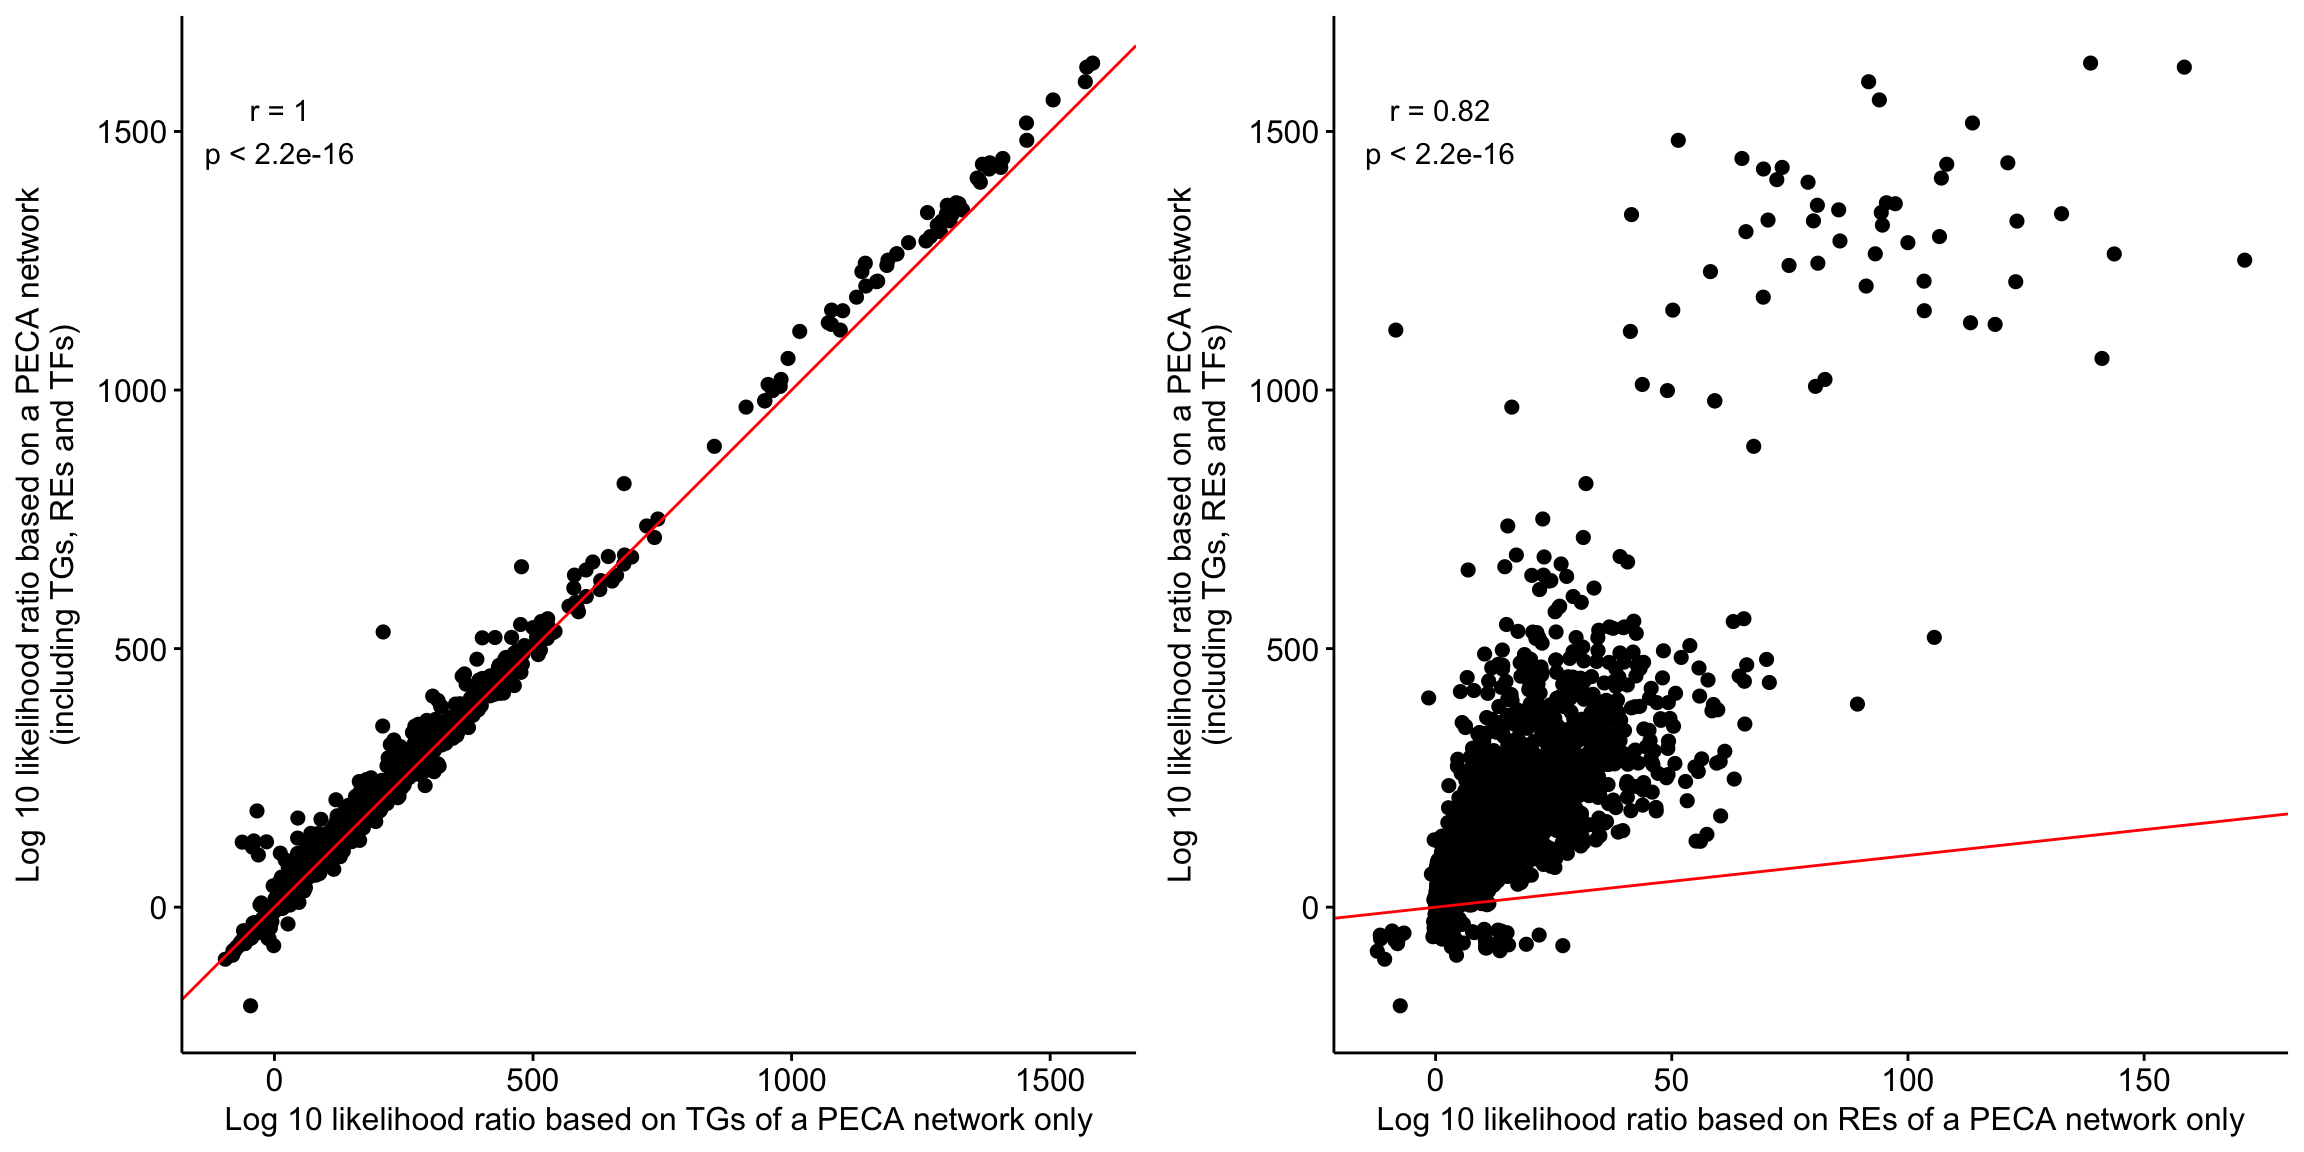 r = 1
p < 2.2e-16
1500
1000
500
0
0
500
1000
1500
Log 10 likelihood ratio based on a PECA network
(including TGs, REs and TFs)
Log 10 likelihood ratio based on TGs of a PECA network only
r = 0.82
p < 2.2e-16
1500
1000
500
0
0
50
100
150
Log 10 likelihood ratio based on a PECA network
(including TGs, REs and TFs)
Log 10 likelihood ratio based on REs of a PECA network only